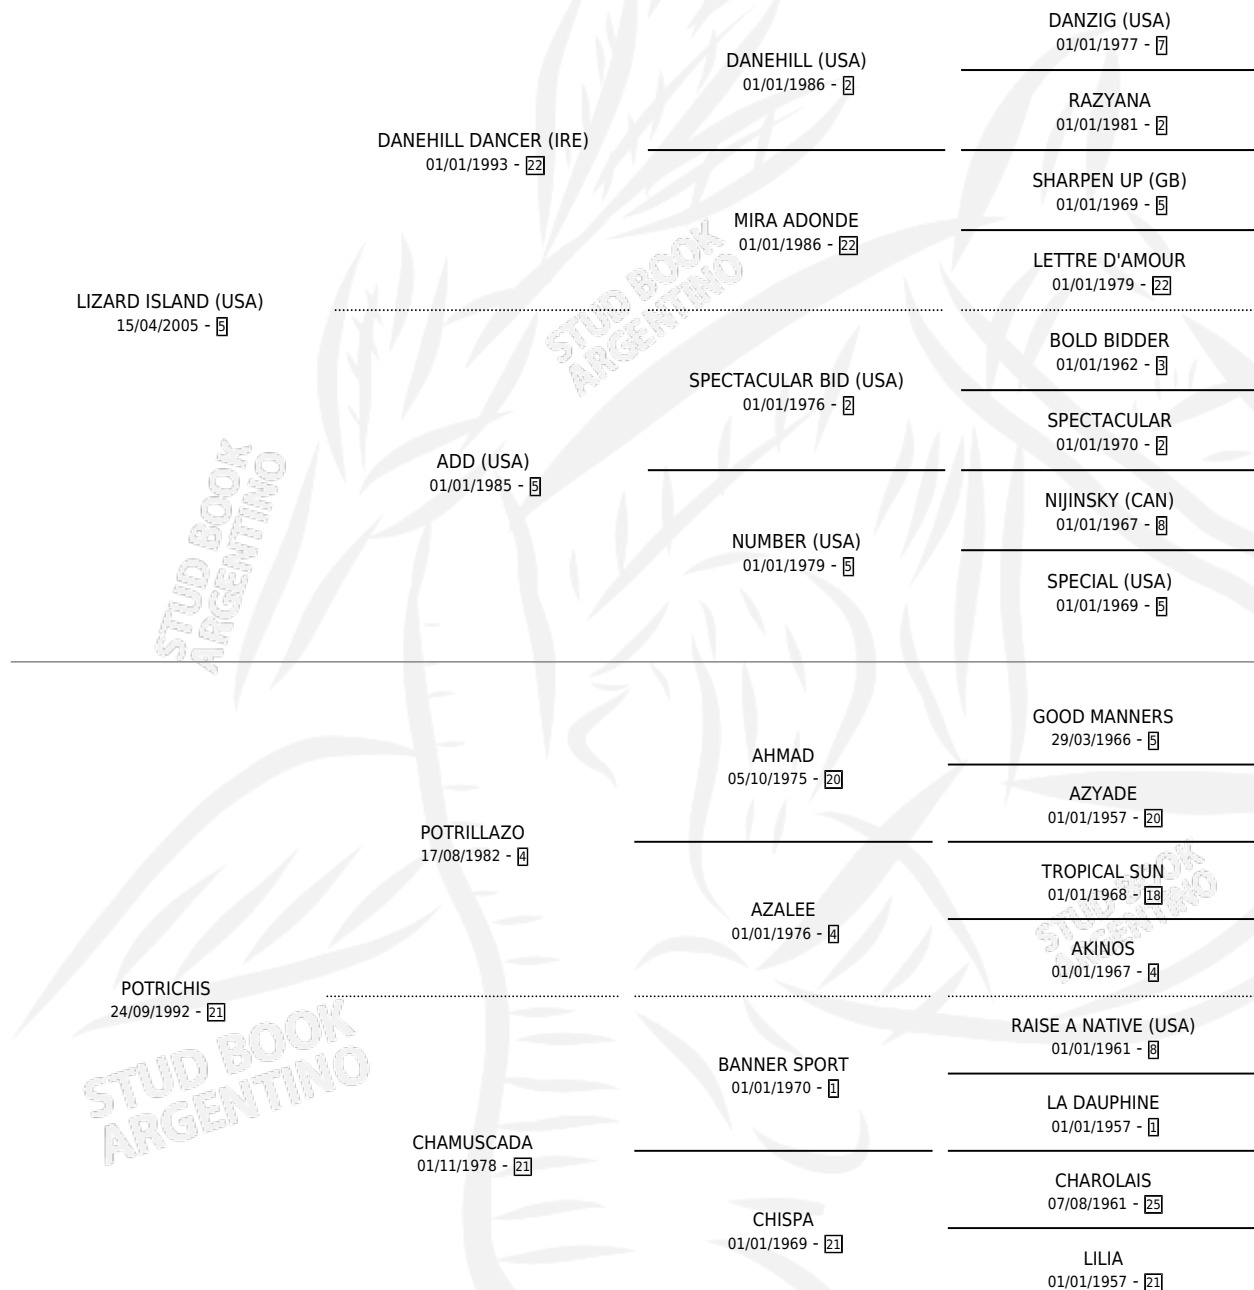 DANZIG (USA)
01/01/1977 - 7
DANEHILL (USA)
01/01/1986 - 2
RAZYANA
01/01/1981 - 2
DANEHILL DANCER (IRE)
01/01/1993 - 22
SHARPEN UP (GB)
01/01/1969 - 5
MIRA ADONDE
01/01/1986 - 22
LETTRE D'AMOUR
01/01/1979 - 22
LIZARD ISLAND (USA)
15/04/2005 - 5
BOLD BIDDER
01/01/1962 - 3
SPECTACULAR BID (USA)
01/01/1976 - 2
SPECTACULAR
01/01/1970 - 2
ADD (USA)
01/01/1985 - 5
NIJINSKY (CAN)
01/01/1967 - 8
NUMBER (USA)
01/01/1979 - 5
SPECIAL (USA)
01/01/1969 - 5
GOOD MANNERS
29/03/1966 - 5
AHMAD
05/10/1975 - 20
AZYADE
01/01/1957 - 20
POTRILLAZO
17/08/1982 - 4
TROPICAL SUN
01/01/1968 - 18
AZALEE
01/01/1976 - 4
AKINOS
01/01/1967 - 4
POTRICHIS
24/09/1992 - 21
RAISE A NATIVE (USA)
01/01/1961 - 8
BANNER SPORT
01/01/1970 - 1
LA DAUPHINE
01/01/1957 - 1
CHAMUSCADA
01/11/1978 - 21
CHAROLAIS
07/08/1961 - 25
CHISPA
01/01/1969 - 21
LILIA
01/01/1957 - 21
STUD BOOK
ARGENTINO
STUD BOOK
ARGENTINO
STUD BOOK
ARGENTINO
STUD BOOK
ARGENTINO